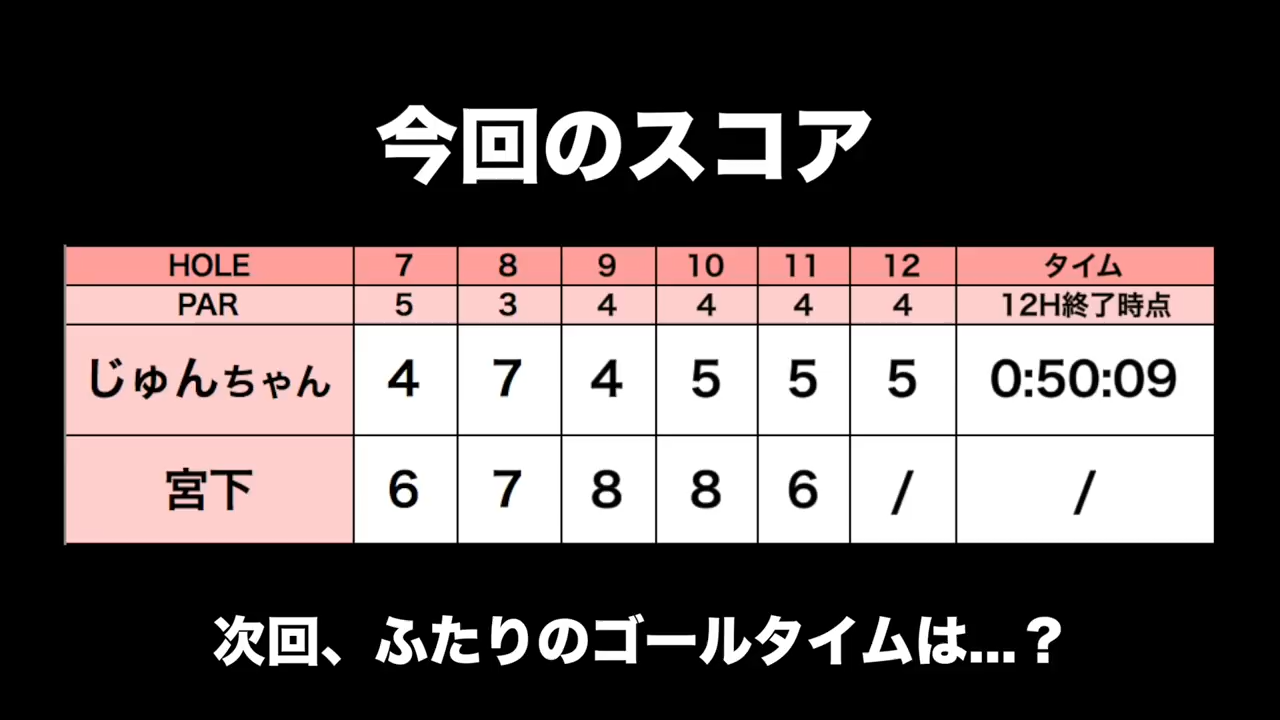 今回のスコア
HOLE 7 8 9 10 11 12 タイム
PAR 5 3 4 4 4 4 12H終了時点
じゅんちゃん 4 7 4 5 5 5 0:50:09
宮下 6 7 8 8 6 / /
次回、ふたりのゴールタイムは...？